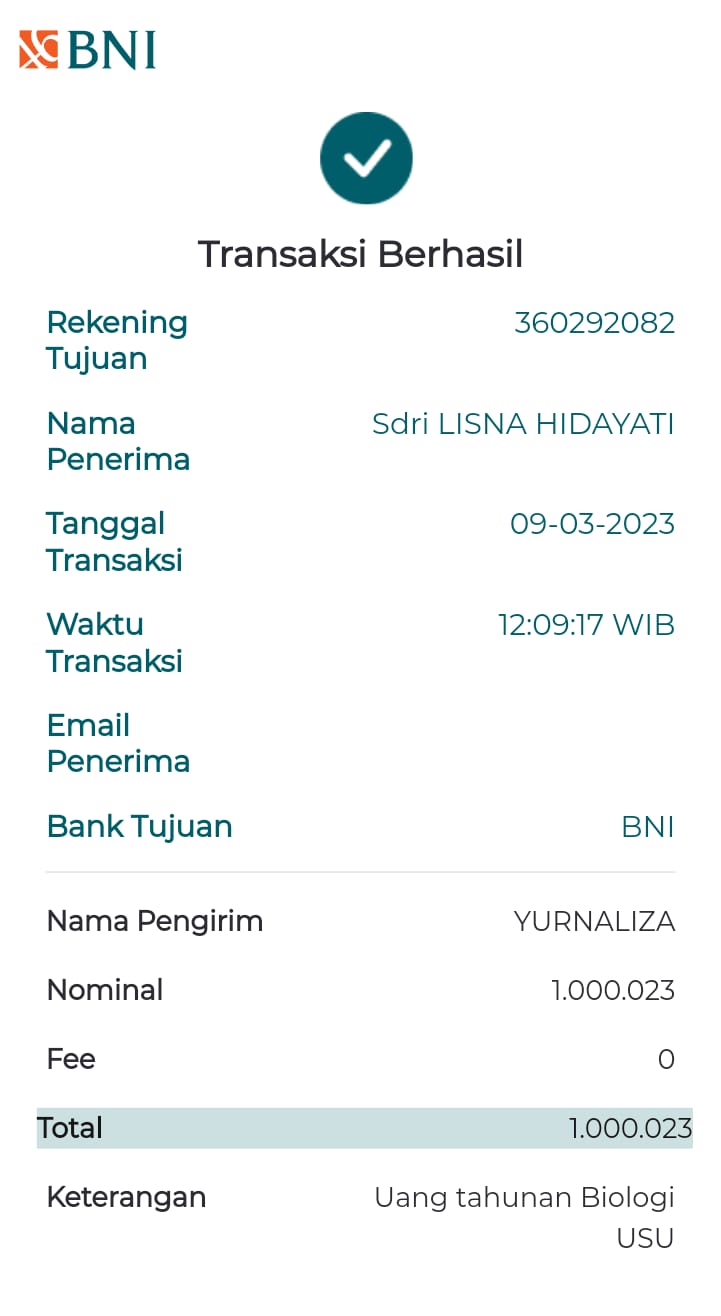 BNI
Transaksi Berhasil
Rekening 360292082
Tujuan
Nama Sdri LISNA HIDAYATI
Penerima
Tanggal 09-03-2023
Transaksi
Waktu 12:09:17 WIB
Transaksi
Email
Penerima
Bank Tujuan BNI
Nama Pengirim YURNALIZA
Nominal 1.000.023
Fee 0
Total 1.000.023
Keterangan Uang tahunan Biologi
USU